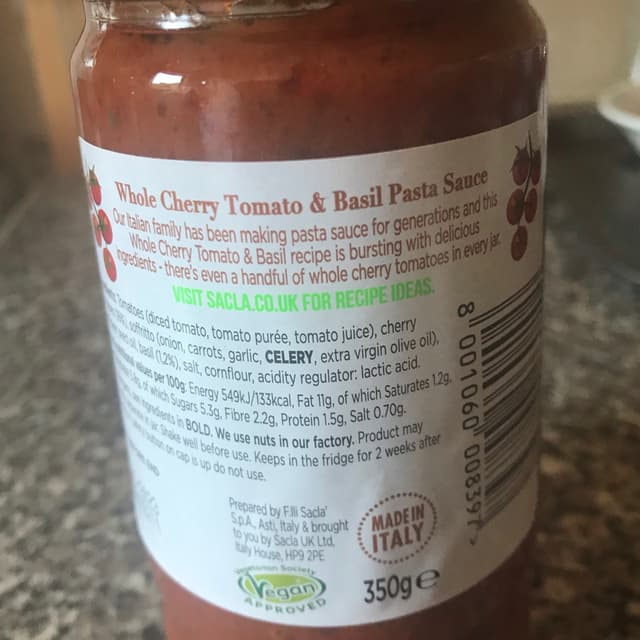 Whole Cherry Tomato & Basil Pasta Sauce
Our Italian family has been making pasta sauce for generations and this
Whole Cherry Tomato & Basil recipe is bursting with delicious
ingredients - there's even a handful of whole cherry tomatoes in every jar.
VISIT SACLA.CO.UK FOR RECIPE IDEAS.
Tomatoes (diced tomato, tomato purée, tomato juice), cherry
soffritto (onion, carrots, garlic, CELERY, extra virgin olive oil),
oil, basil (1.2%), salt, cornflour, acidity regulator: lactic acid.
values per 100g: Energy 549kJ/133kcal, Fat 11g, of which Saturates 1.2g,
of which Sugars 5.3g, Fibre 2.2g, Protein 1.5g, Salt 0.70g.
ingredients in BOLD. We use nuts in our factory. Product may
in jar. Shake well before use. Keeps in the fridge for 2 weeks after
button on cap is up do not use.
Prepared by F.lli Sacla'
S.p.A., Asti, Italy & brought
to you by Sacla UK Ltd,
Italy House, HP9 2PE
MADE IN
ITALY
Vegetarian Society
Vegan
APPROVED
350g e
8 001060 008397 >